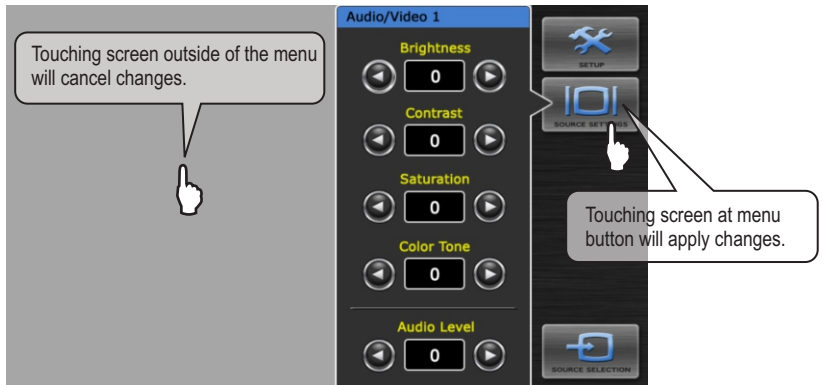 Touching screen outside of the menu
will cancel changes.
Audio/Video 1
Brightness
0
Contrast
0
Saturation
0
Color Tone
0
Audio Level
0
SETUP
SOURCE SETTINGS
Touching screen at menu
button will apply changes.
SOURCE SELECTION